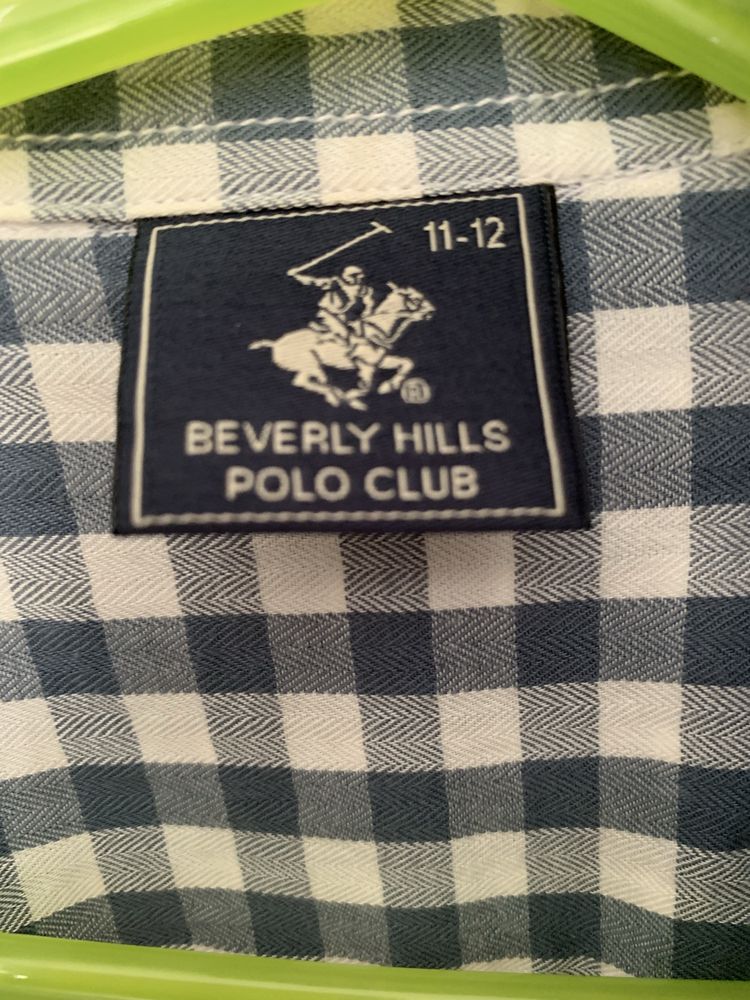 11-12
®
BEVERLY HILLS
POLO CLUB